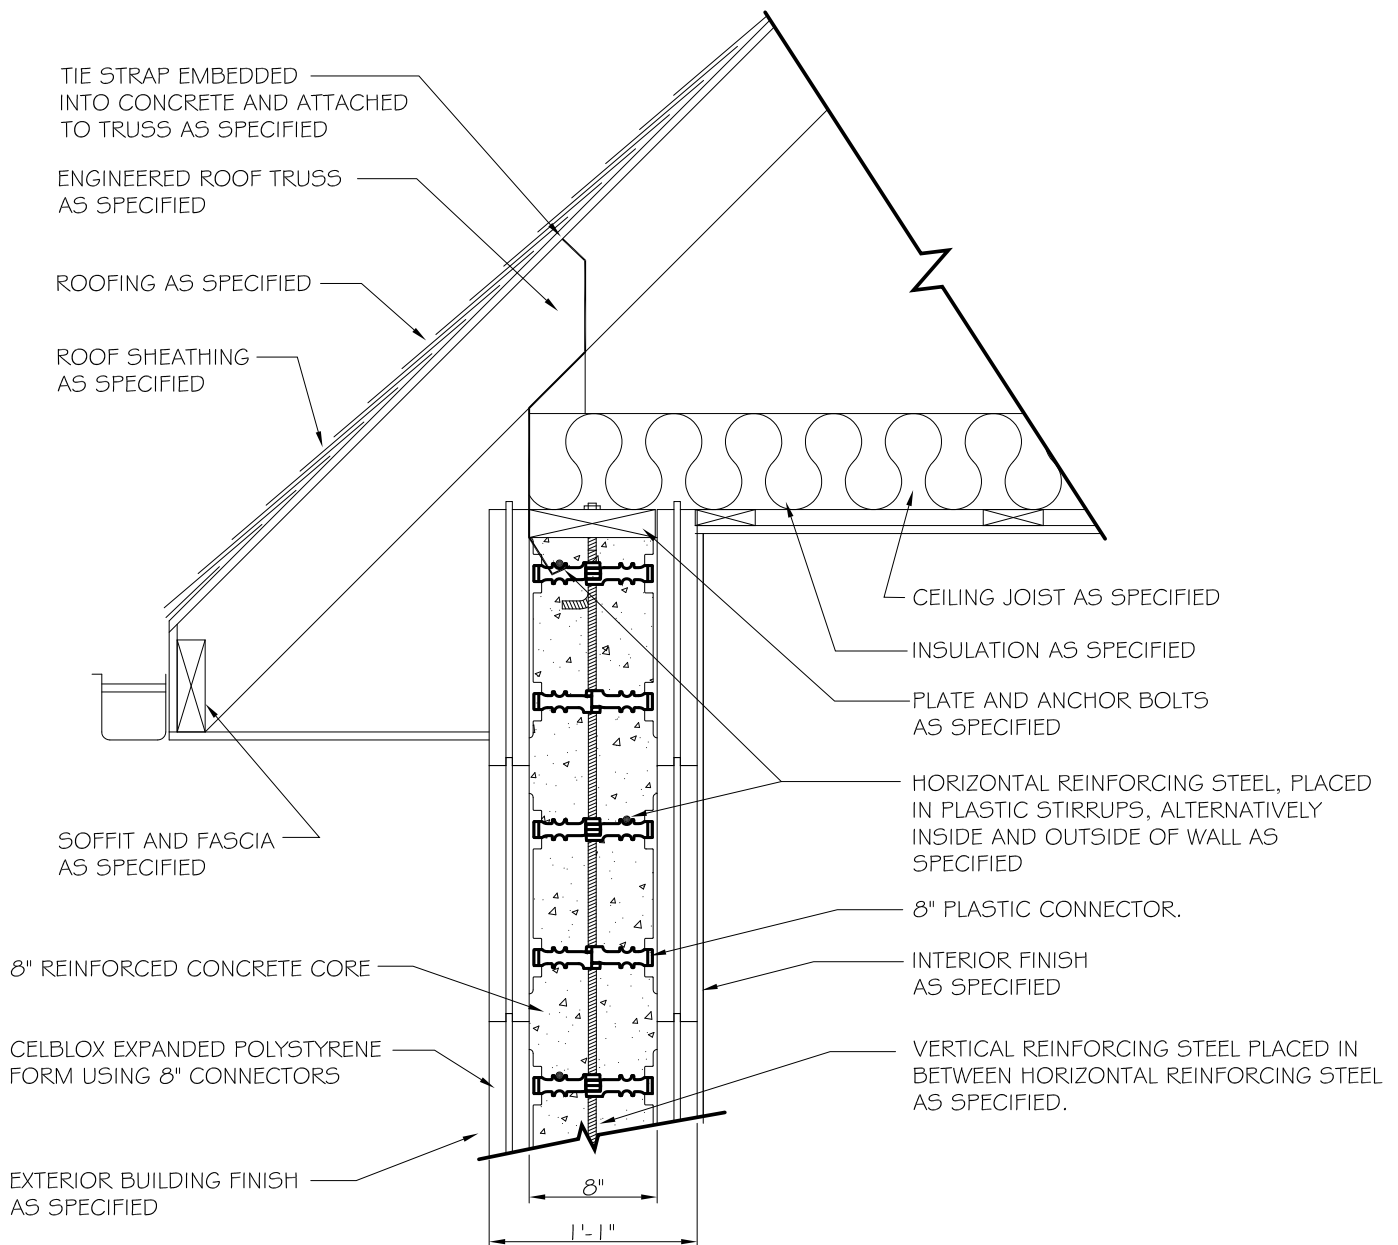 TIE STRAP EMBEDDED
INTO CONCRETE AND ATTACHED
TO TRUSS AS SPECIFIED
ENGINEERED ROOF TRUSS
AS SPECIFIED
ROOFING AS SPECIFIED
ROOF SHEATHING
AS SPECIFIED
SOFFIT AND FASCIA
AS SPECIFIED
8" REINFORCED CONCRETE CORE
CELBLOX EXPANDED POLYSTYRENE
FORM USING 8" CONNECTORS
EXTERIOR BUILDING FINISH
AS SPECIFIED
CEILING JOIST AS SPECIFIED
INSULATION AS SPECIFIED
PLATE AND ANCHOR BOLTS
AS SPECIFIED
HORIZONTAL REINFORCING STEEL, PLACED
IN PLASTIC STIRRUPS, ALTERNATIVELY
INSIDE AND OUTSIDE OF WALL AS
SPECIFIED
8" PLASTIC CONNECTOR.
INTERIOR FINISH
AS SPECIFIED
VERTICAL REINFORCING STEEL PLACED IN
BETWEEN HORIZONTAL REINFORCING STEEL
AS SPECIFIED.
8"
1'-1"